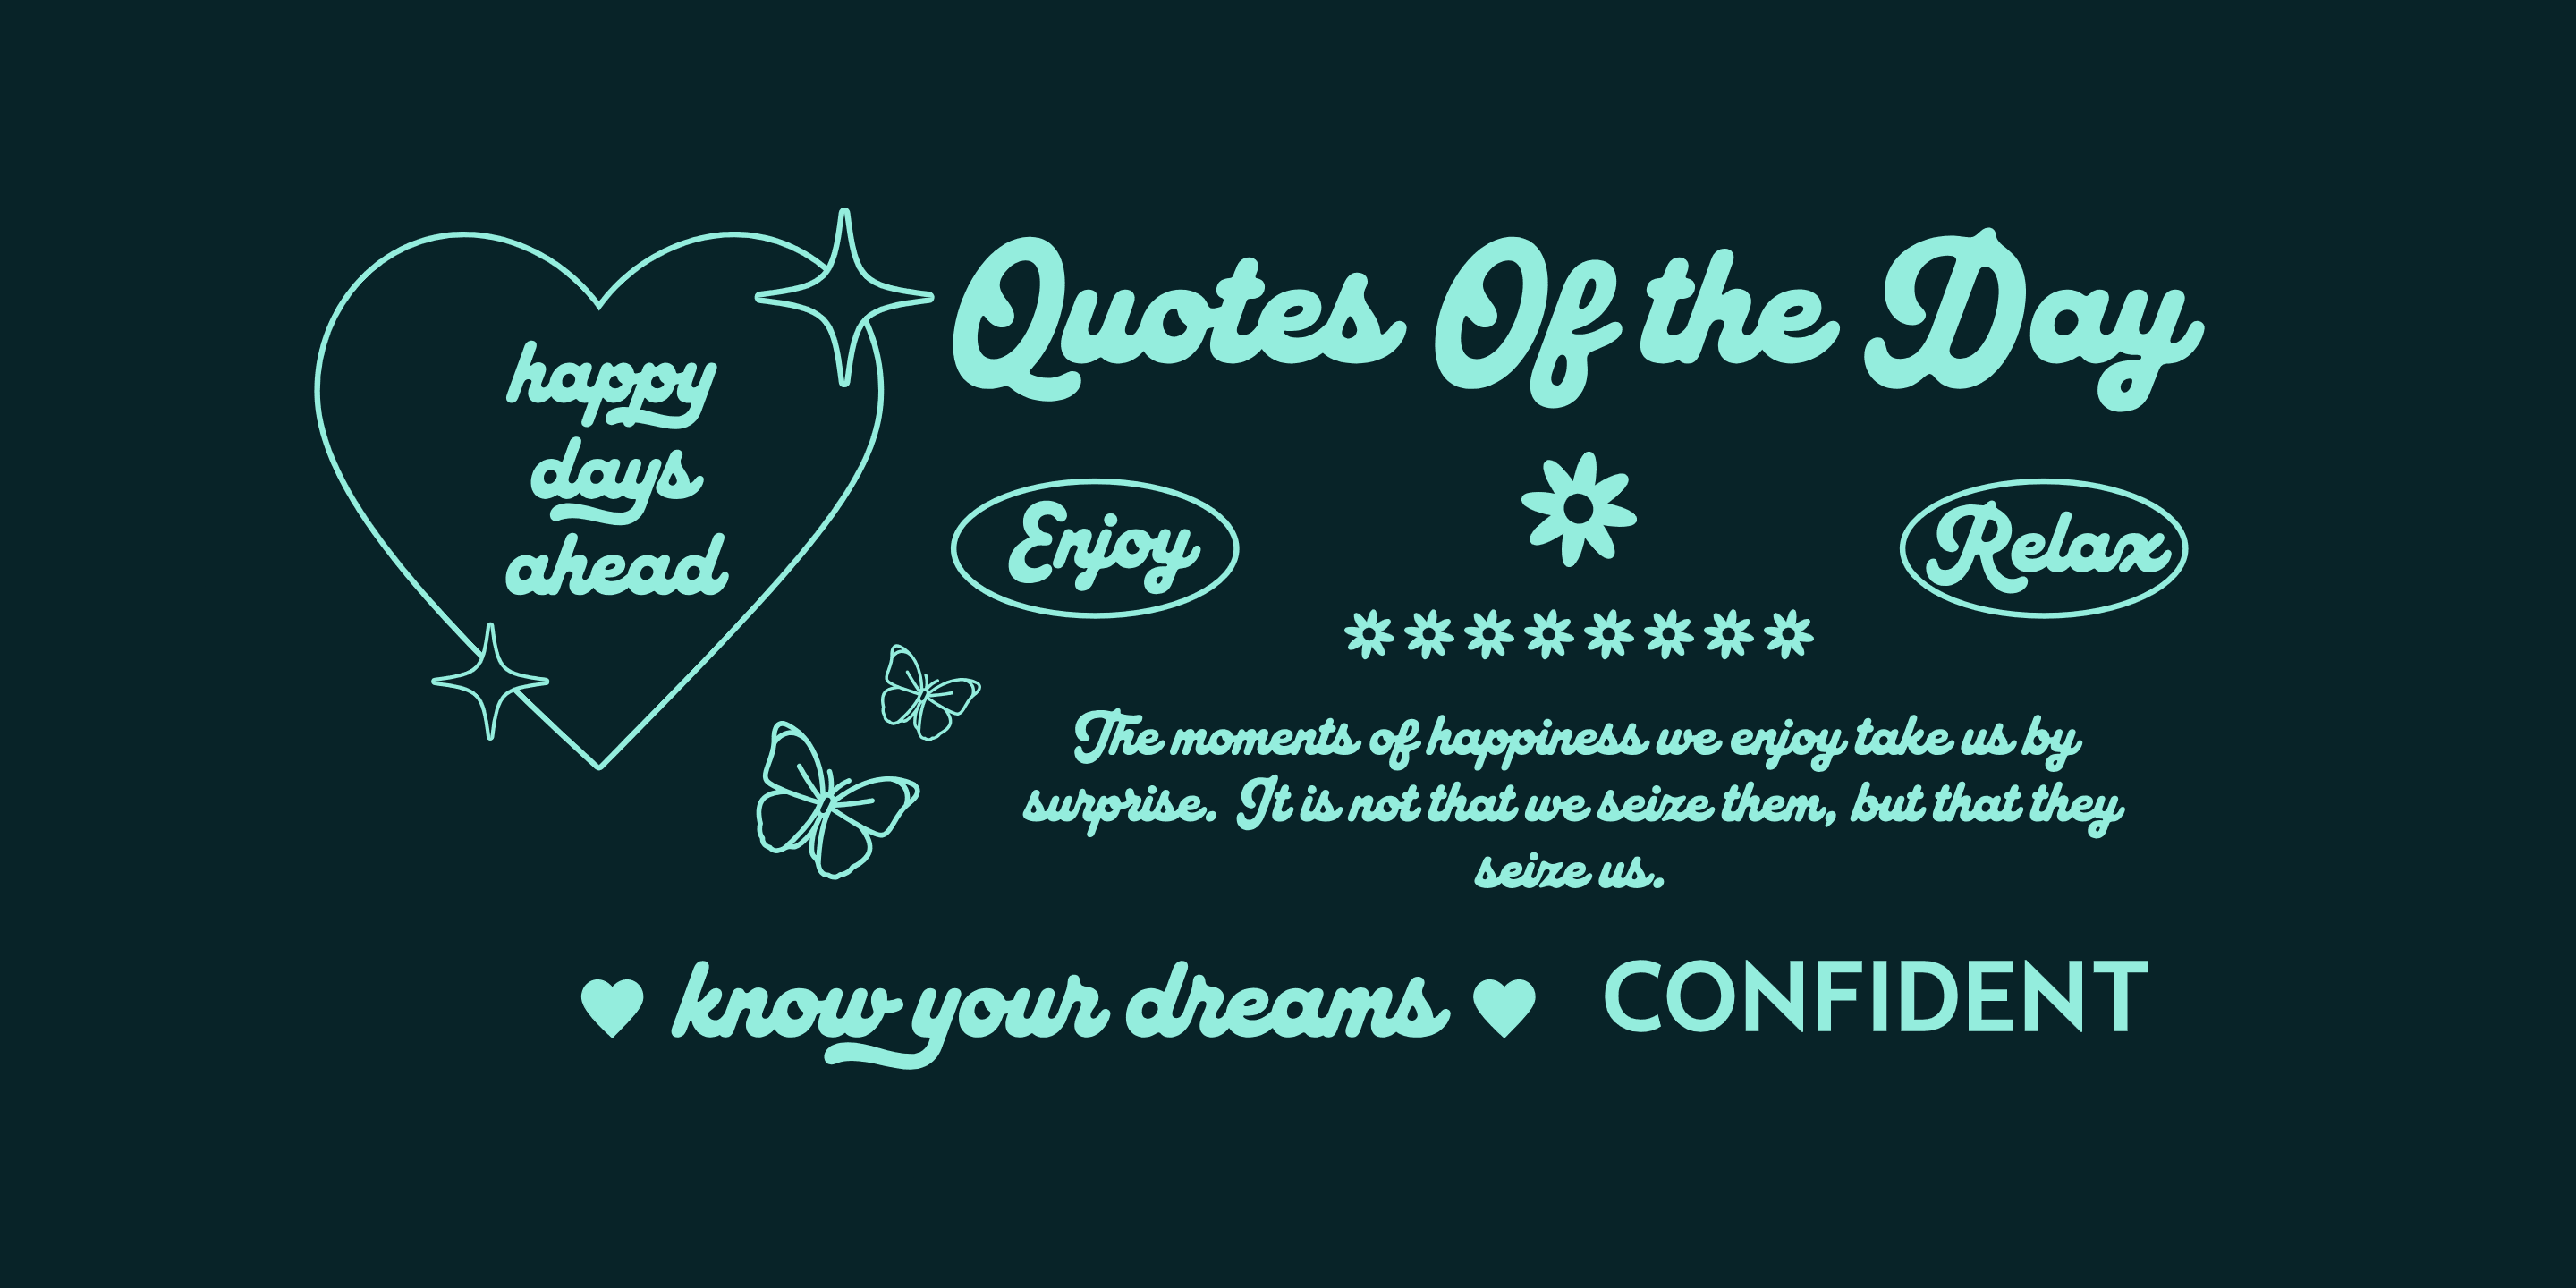 happy
days
ahead
Quotes Of the Day
Enjoy
Relax
The moments of happiness we enjoy take us by
surprise. It is not that we seize them, but that they
seize us.
know your dreams
CONFIDENT